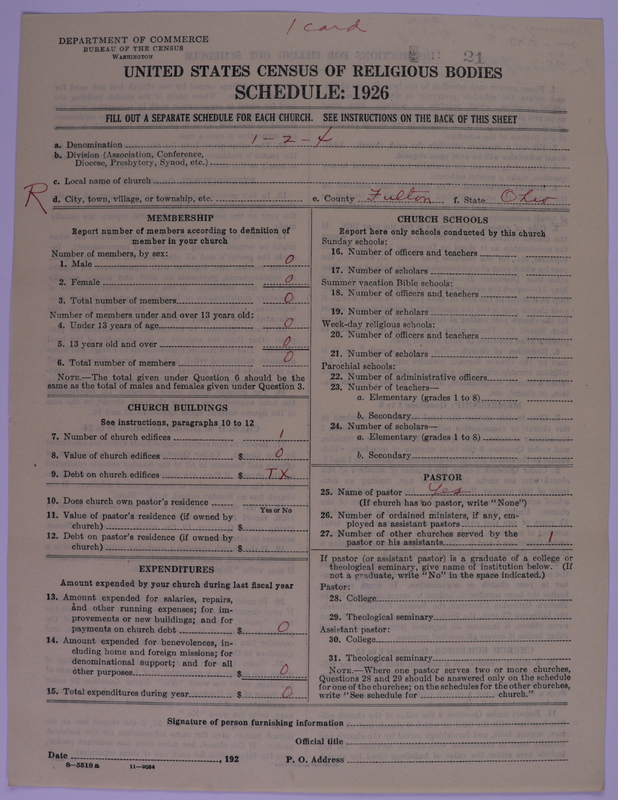 1 card
DEPARTMENT OF COMMERCE
BUREAU OF THE CENSUS
WASHINGTON
21
UNITED STATES CENSUS OF RELIGIOUS BODIES
SCHEDULE: 1926
FILL OUT A SEPARATE SCHEDULE FOR EACH CHURCH. SEE INSTRUCTIONS ON THE BACK OF THIS SHEET
a. Denomination 1-2-4
b. Division (Association, Conference,
Diocese, Presbytery, Synod, etc.)
c. Local name of church
R d. City, town, village, or township, etc. e. County Fulton f. State Ohio
MEMBERSHIP
Report number of members according to definition of
member in your church
Number of members, by sex:
1. Male 0
2. Female 0
3. Total number of members 0
Number of members under and over 13 years old:
4. Under 13 years of age 0
5. 13 years old and over 0
6. Total number of members 0
NOTE.—The total given under Question 6 should be the
same as the total of males and females given under Question 3.
CHURCH BUILDINGS
See instructions, paragraphs 10 to 12
7. Number of church edifices 1
8. Value of church edifices $ 0
9. Debt on church edifices $ TX
10. Does church own pastor's residence
Yes or No
11. Value of pastor's residence (if owned by
church) $
12. Debt on pastor's residence (if owned by
church) $
EXPENDITURES
Amount expended by your church during last fiscal year
13. Amount expended for salaries, repairs,
and other running expenses; for im-
provements or new buildings; and for
payments on church debt $ 0
14. Amount expended for benevolences, in-
cluding home and foreign missions; for
denominational support; and for all
other purposes $ 0
15. Total expenditures during year $ 0
CHURCH SCHOOLS
Report here only schools conducted by this church
Sunday schools:
16. Number of officers and teachers
17. Number of scholars
Summer vacation Bible schools:
18. Number of officers and teachers
19. Number of scholars
Week-day religious schools:
20. Number of officers and teachers
21. Number of scholars
Parochial schools:
22. Number of administrative officers
23. Number of teachers—
a. Elementary (grades 1 to 8)
b. Secondary
24. Number of scholars—
a. Elementary (grades 1 to 8)
b. Secondary
PASTOR
25. Name of pastor Yes
(If church has no pastor, write "None")
26. Number of ordained ministers, if any, em-
ployed as assistant pastors
27. Number of other churches served by the
pastor or his assistants 1
If pastor (or assistant pastor) is a graduate of a college or
theological seminary, give name of institution below. (If
not a graduate, write "No" in the space indicated.)
Pastor:
28. College
29. Theological seminary
Assistant pastor:
30. College
31. Theological seminary
NOTE.—Where one pastor serves two or more churches,
Questions 28 and 29 should be answered only on the schedule
for one of the churches; on the schedules for the other churches,
write "See schedule for church."
Signature of person furnishing information
Official title
Date , 192 P. O. Address
8—5518 a 11—9684